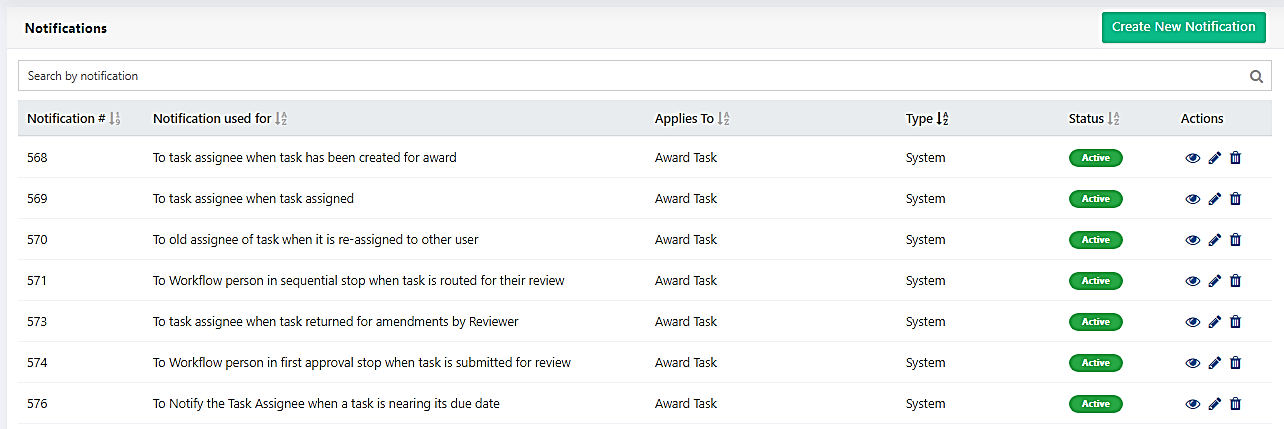 Notifications
Create New Notification
Search by notification
Notification # Notification used for Applies To Type Status Actions
568 To task assignee when task has been created for award Award Task System Active
569 To task assignee when task assigned Award Task System Active
570 To old assignee of task when it is re-assigned to other user Award Task System Active
571 To Workflow person in sequential stop when task is routed for their review Award Task System Active
573 To task assignee when task returned for amendments by Reviewer Award Task System Active
574 To Workflow person in first approval stop when task is submitted for review Award Task System Active
576 To Notify the Task Assignee when a task is nearing its due date Award Task System Active